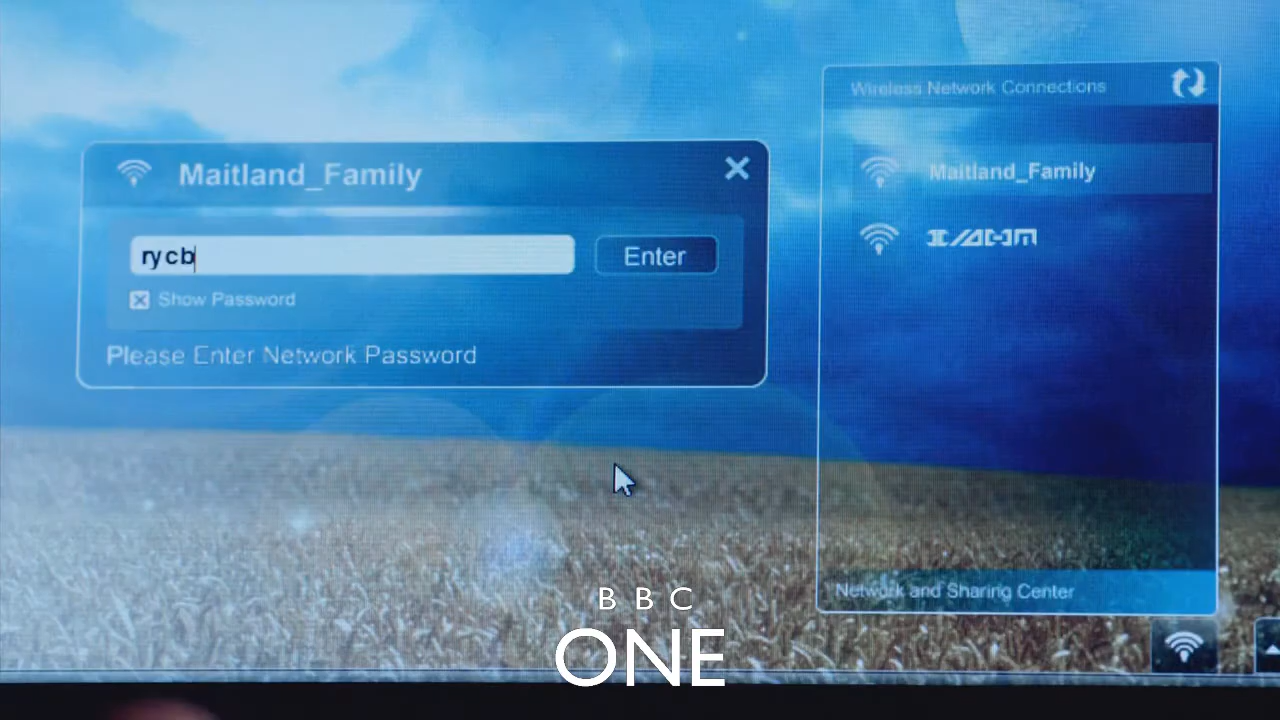 Maitland_Family
rycb
Enter
Show Password
Please Enter Network Password
Wireless Network Connections
Maitland_Family
Network and Sharing Center
BBC
ONE